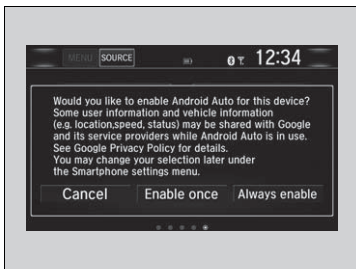 MENU SOURCE 12:34
Would you like to enable Android Auto for this device?
Some user information and vehicle information
(e.g. location,speed, status) may be shared with Google
and its service providers while Android Auto is in use.
See Google Privacy Policy for details.
You may change your selection later under
the Smartphone settings menu.
Cancel Enable once Always enable